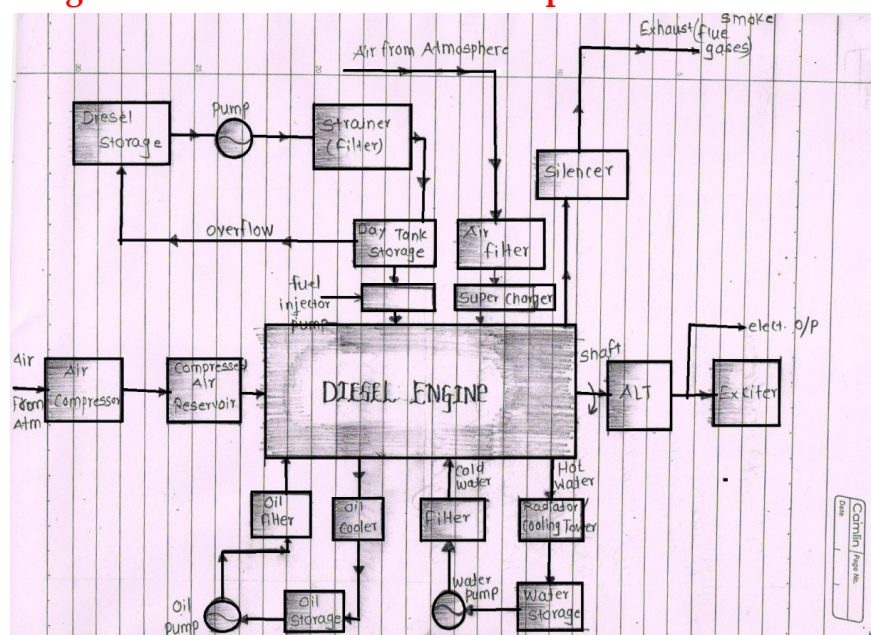 smoke
Exhaust (flue
gases)
Air from Atmosphere
Pump
Diesel
Storage
Strainer
(Filter)
Silencer
overflow
Day Tank
Storage
Air
Filter
fuel
injector
pump
Super Charger
elect. O/P
Shaft
Air
From
Atm
Air
Compressor
Compressed
Air
Reservoir
DIESEL ENGINE
ALT
Exkiter
Cold
water
Hot
Water
Oil
Filter
Oil
Cooler
Filter
Radiator/
Cooling Tower
Oil
Pump
Oil
Storage
Water
Pump
Water
Storage
Camlin
Page No.
Date